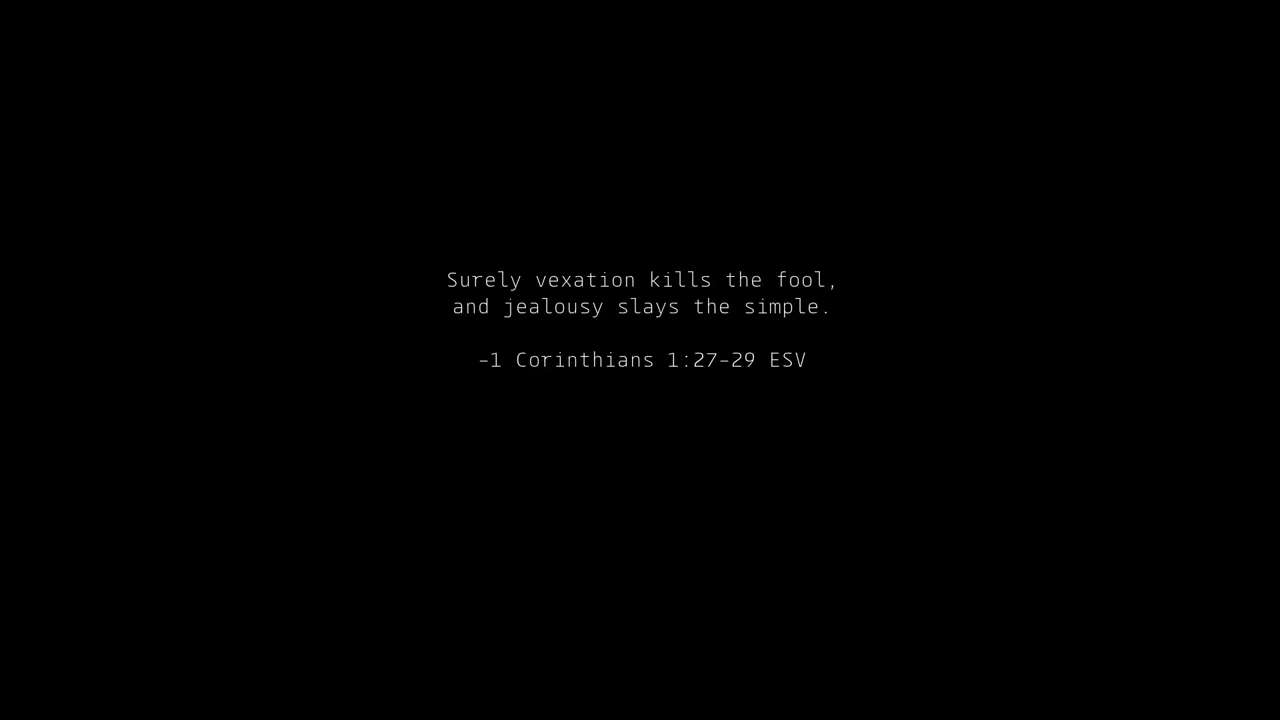 Surely vexation kills the fool,
and jealousy slays the simple.
–1 Corinthians 1:27–29 ESV